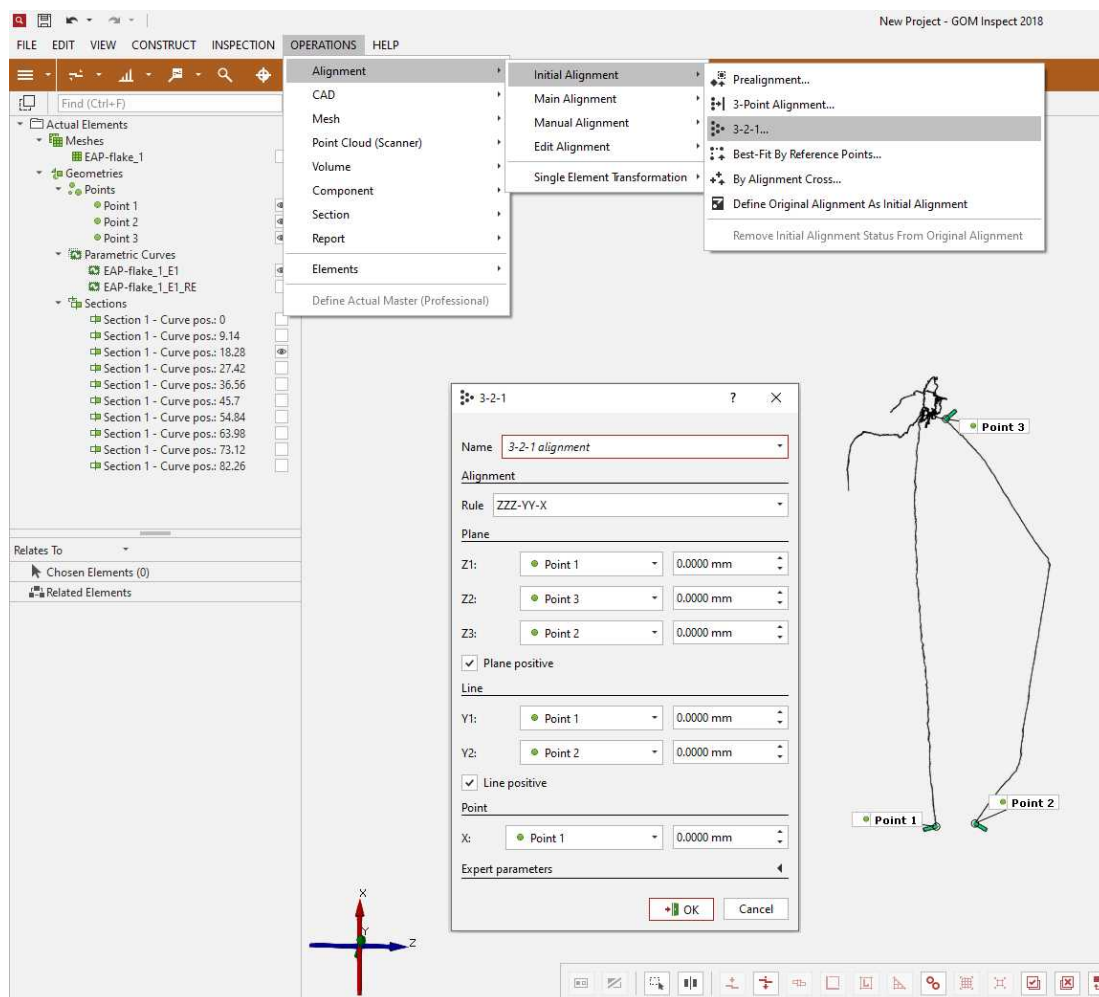 New Project - GOM Inspect 2018
FILE EDIT VIEW CONSTRUCT INSPECTION OPERATIONS HELP
Find (Ctrl+F)
Actual Elements
Meshes
EAP-flake_1
Geometries
Points
Point 1
Point 2
Point 3
Parametric Curves
EAP-flake_1_E1
EAP-flake_1_E1_RE
Sections
Section 1 - Curve pos.: 0
Section 1 - Curve pos.: 9.14
Section 1 - Curve pos.: 18.28
Section 1 - Curve pos.: 27.42
Section 1 - Curve pos.: 36.56
Section 1 - Curve pos.: 45.7
Section 1 - Curve pos.: 54.84
Section 1 - Curve pos.: 63.98
Section 1 - Curve pos.: 73.12
Section 1 - Curve pos.: 82.26
Relates To
Chosen Elements (0)
Related Elements
Alignment
CAD
Mesh
Point Cloud (Scanner)
Volume
Component
Section
Report
Elements
Define Actual Master (Professional)
Initial Alignment
Main Alignment
Manual Alignment
Edit Alignment
Single Element Transformation
Prealignment...
3-Point Alignment...
3-2-1...
Best-Fit By Reference Points...
By Alignment Cross...
Define Original Alignment As Initial Alignment
Remove Initial Alignment Status From Original Alignment
3-2-1 ?
Name 3-2-1 alignment
Alignment
Rule ZZZ-YY-X
Plane
Z1: Point 1 0.0000 mm
Z2: Point 3 0.0000 mm
Z3: Point 2 0.0000 mm
Plane positive
Line
Y1: Point 1 0.0000 mm
Y2: Point 2 0.0000 mm
Line positive
Point
X: Point 1 0.0000 mm
Expert parameters
OK Cancel
Point 3
Point 2
Point 1
X
Y
Z